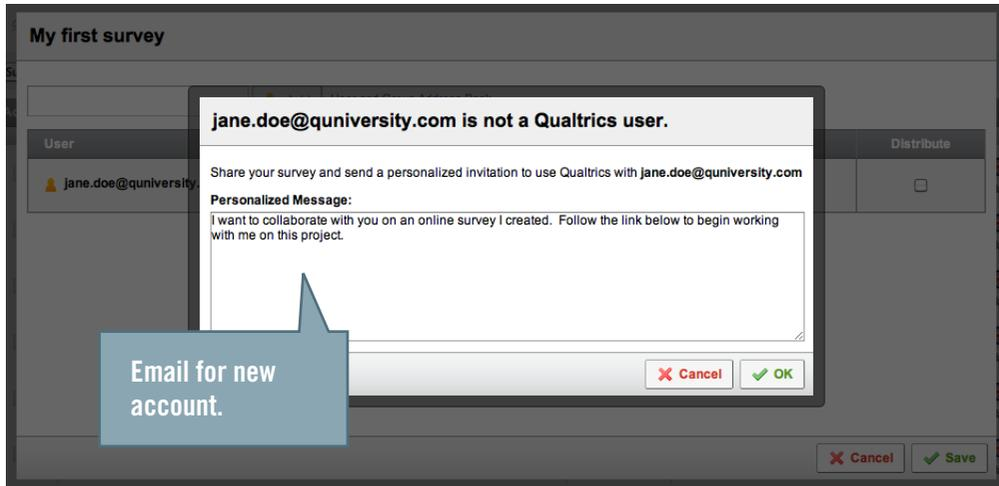 My first survey
jane.doe@quniversity.com is not a Qualtrics user.
User
Distribute
jane.doe@quniversity.
Share your survey and send a personalized invitation to use Qualtrics with jane.doe@quniversity.com
Personalized Message:
I want to collaborate with you on an online survey I created. Follow the link below to begin working
with me on this project.
Email for new
account.
Cancel
OK
Cancel
Save